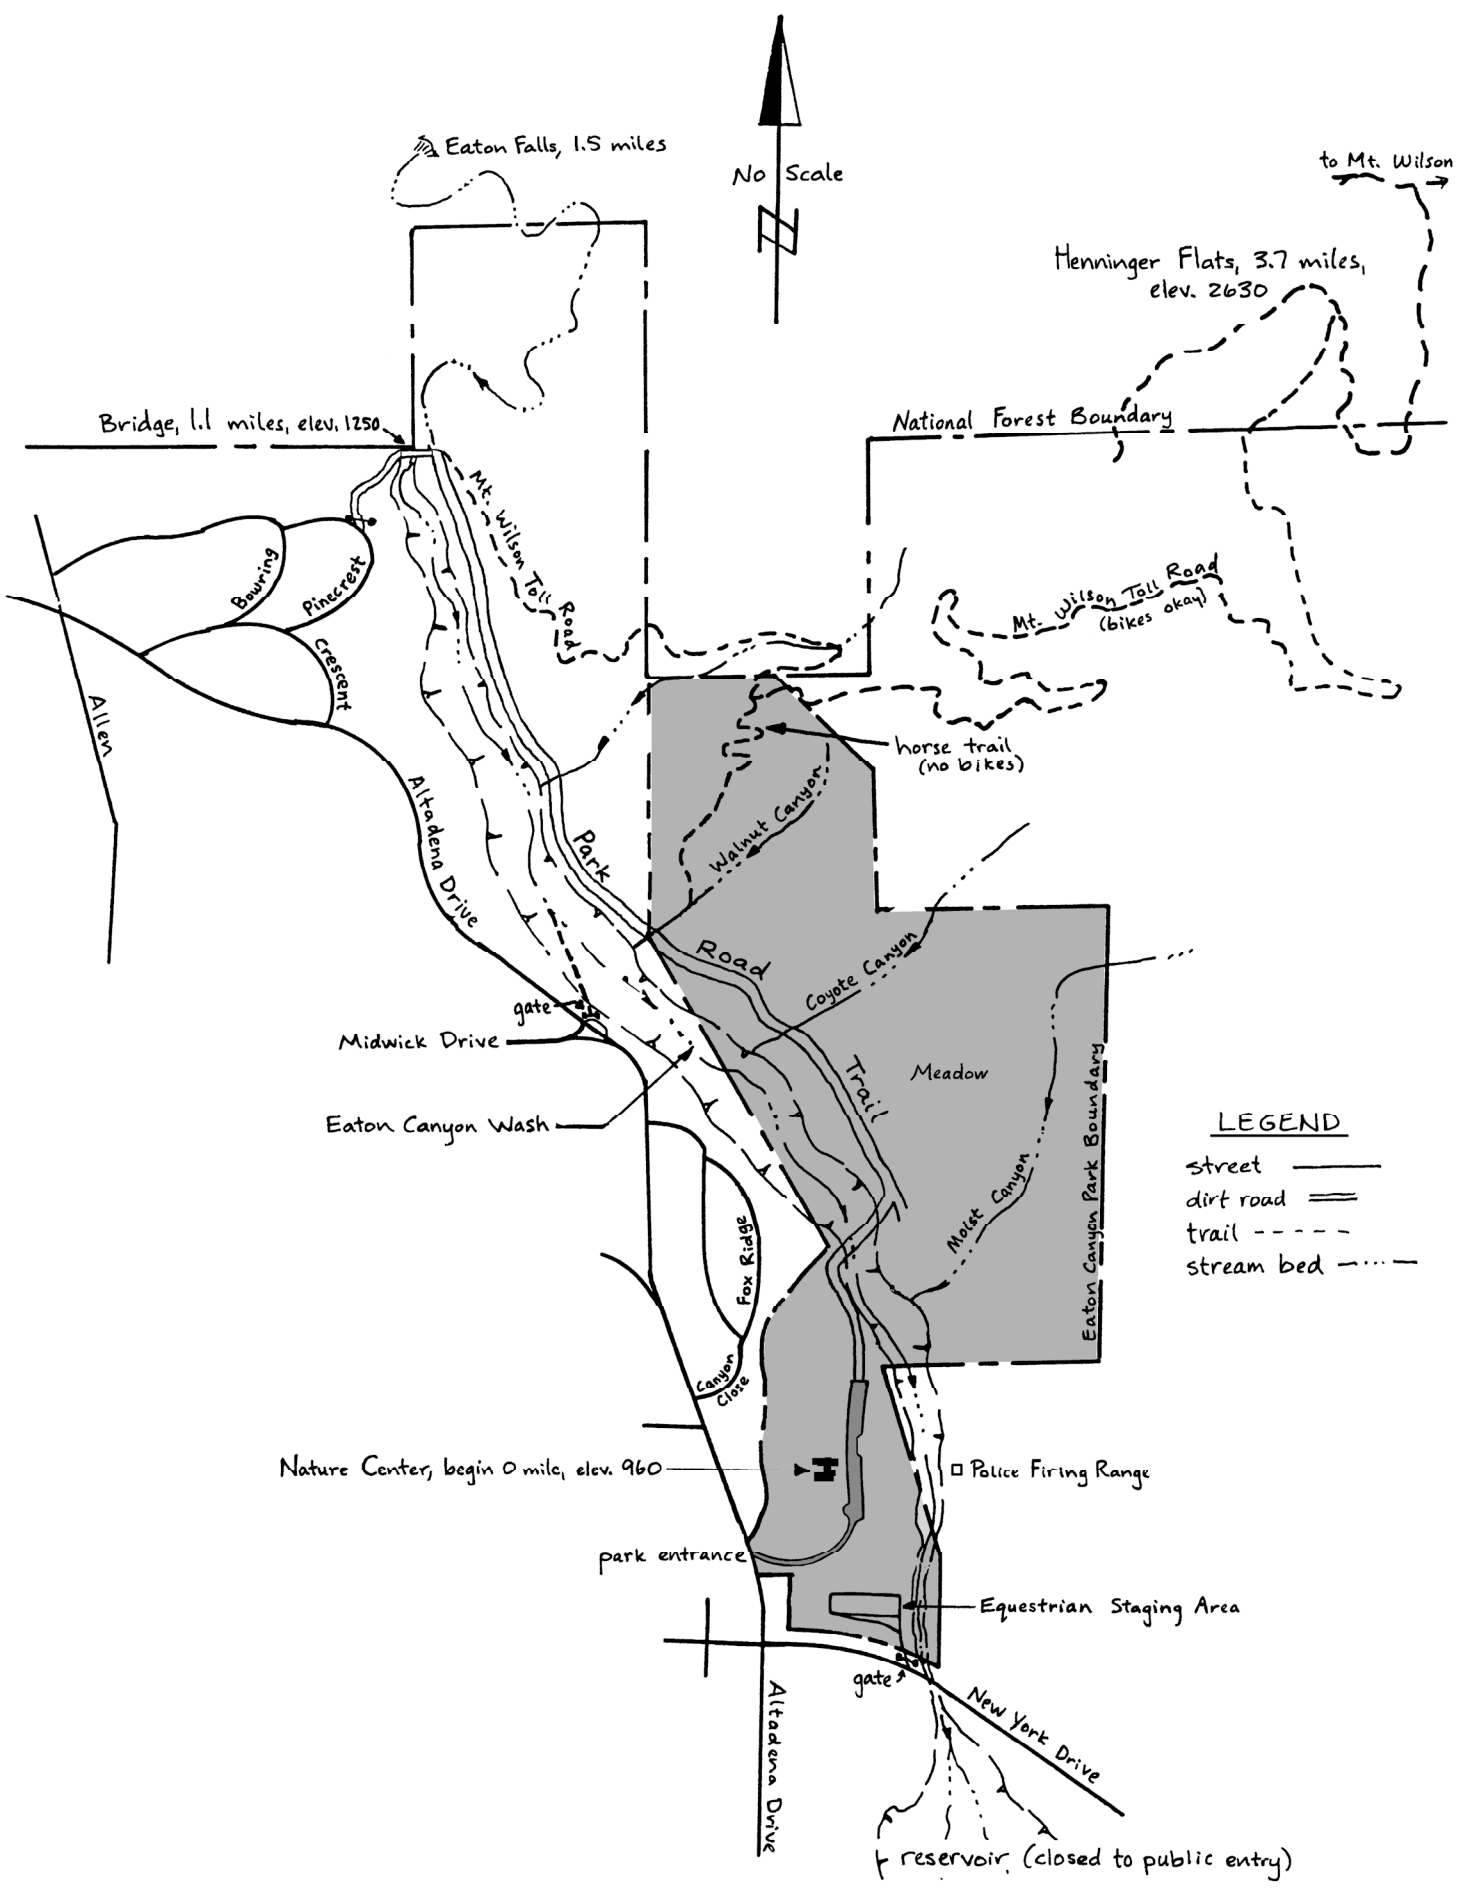 Eaton Falls, 1.5 miles
No Scale
to Mt. Wilson
Henninger Flats, 3.7 miles,
elev. 2630
Bridge, 1.1 miles, elev. 1250
National Forest Boundary
Mt. Wilson Toll Road
Bowring
Pinecrest
Crescent
Allen
Mt. Wilson Toll Road
(bikes okay)
horse trail
(no bikes)
Altadena Drive
Walnut Canyon
Park Road Trail
Coyote Canyon
gate
Midwick Drive
Meadow
Eaton Canyon Wash
Eaton Canyon Park Boundary
LEGEND
street
dirt road
trail
stream bed
Moist Canyon
Fox Ridge
Canyon
Close
Nature Center, begin 0 mile, elev. 960
Police Firing Range
park entrance
Equestrian Staging Area
gate
New York Drive
Altadena Drive
reservoir (closed to public entry)